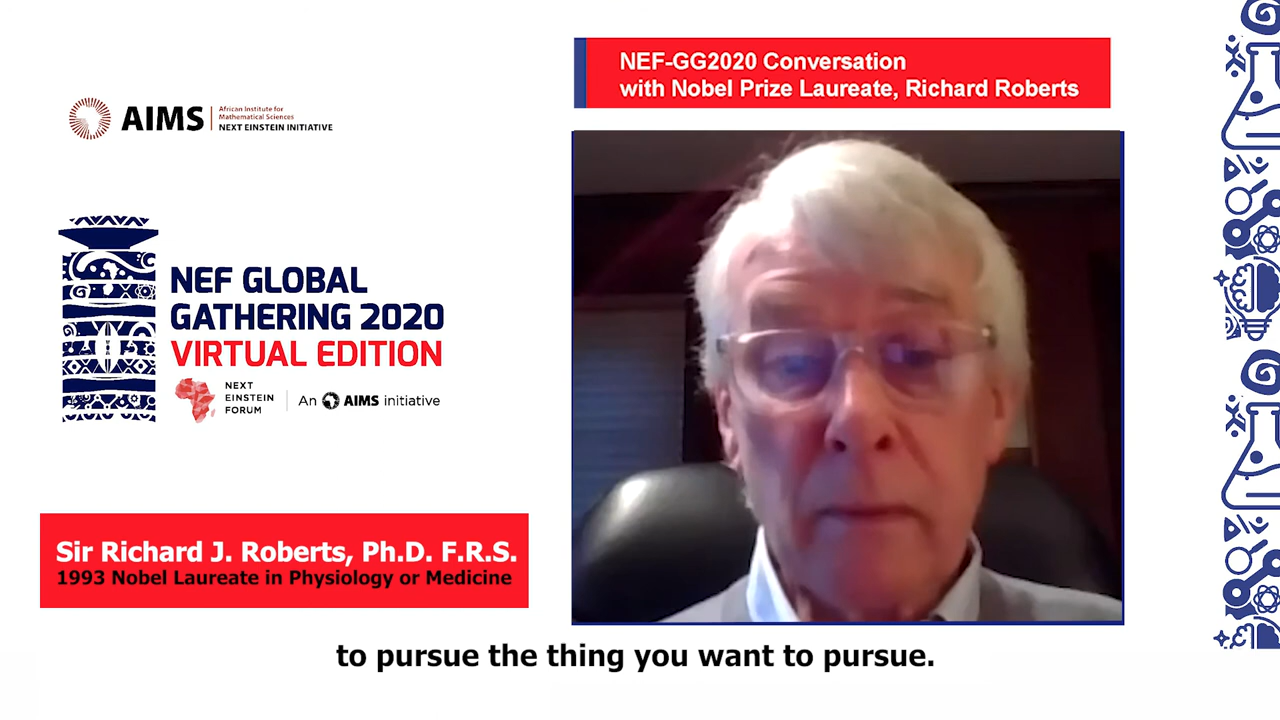 AIMS
African Institute for
Mathematical Sciences
NEXT EINSTEIN INITIATIVE
NEF GLOBAL
GATHERING 2020
VIRTUAL EDITION
NEXT
EINSTEIN
FORUM
An AIMS initiative
NEF-GG2020 Conversation
with Nobel Prize Laureate, Richard Roberts
Sir Richard J. Roberts, Ph.D. F.R.S.
1993 Nobel Laureate in Physiology or Medicine
to pursue the thing you want to pursue.